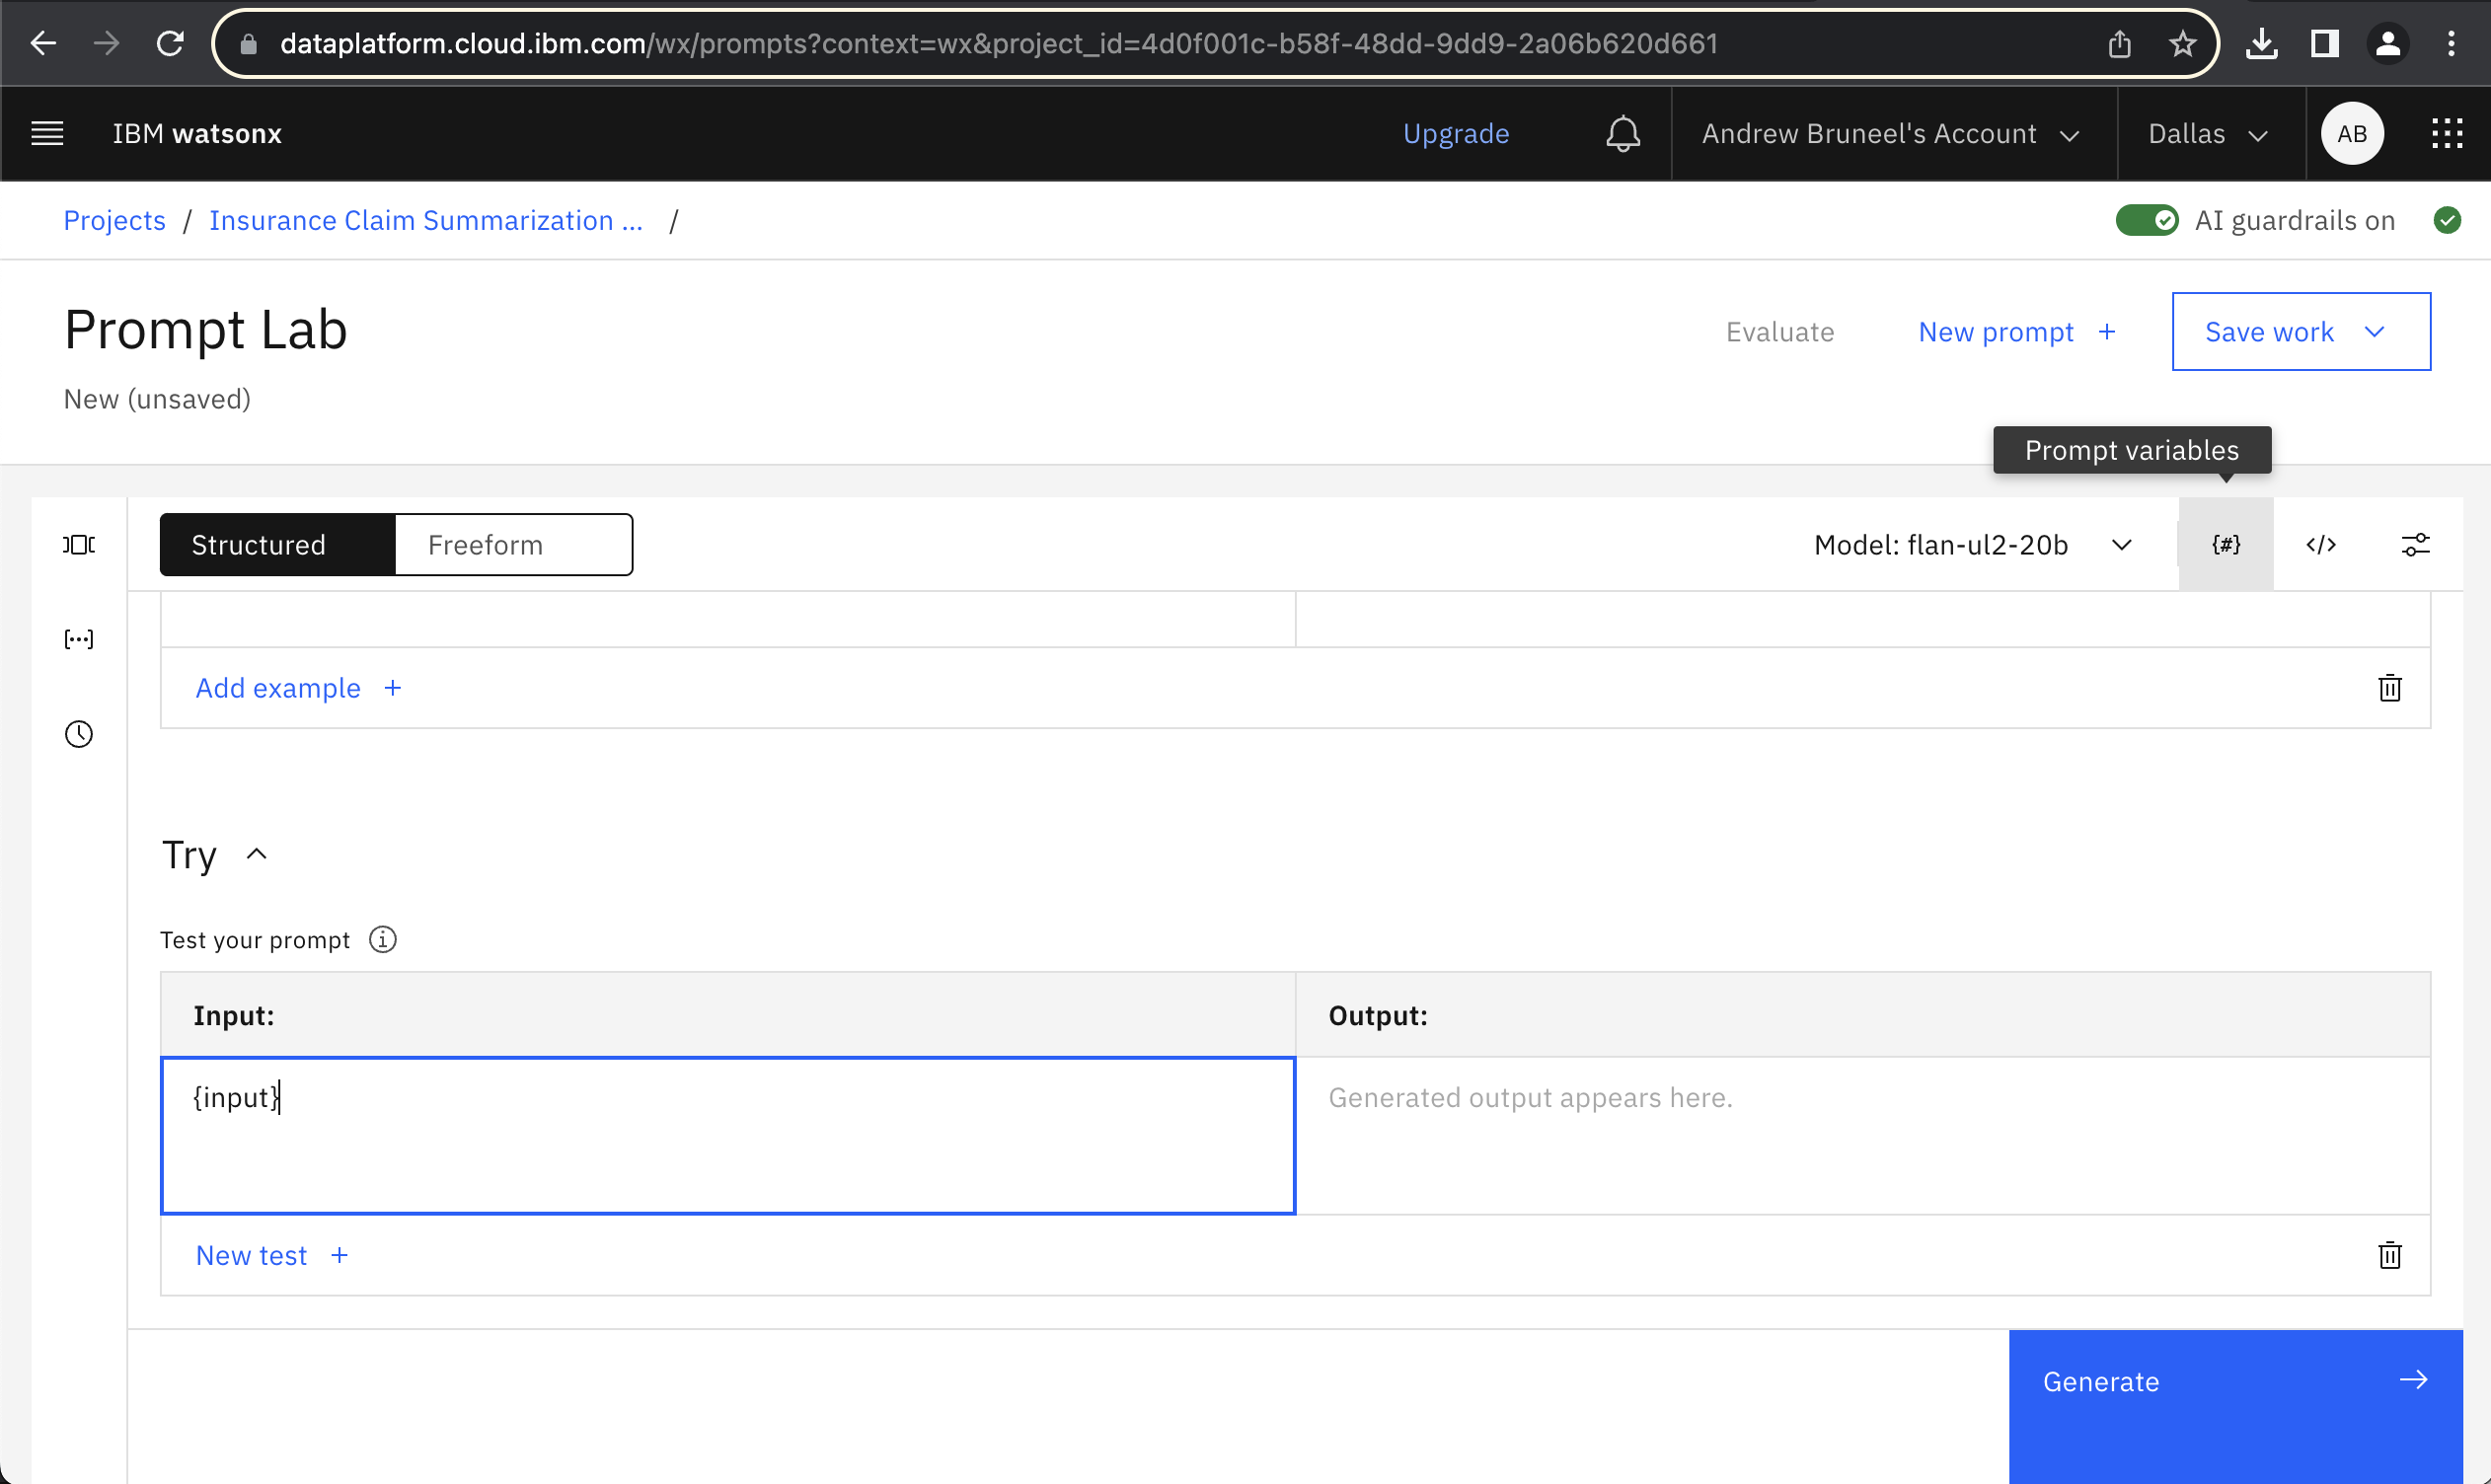 dataplatform.cloud.ibm.com/wx/prompts?context=wx&project_id=4d0f001c-b58f-48dd-9dd9-2a06b620d661
IBM watsonx
Upgrade
Andrew Bruneel's Account
Dallas
AB
Projects / Insurance Claim Summarization ... /
AI guardrails on
Prompt Lab
Evaluate
New prompt +
Save work
New (unsaved)
Prompt variables
Structured
Freeform
Model: flan-ul2-20b
{#}
</>
Add example +
Try
Test your prompt
Input:
Output:
{input}
Generated output appears here.
New test +
Generate